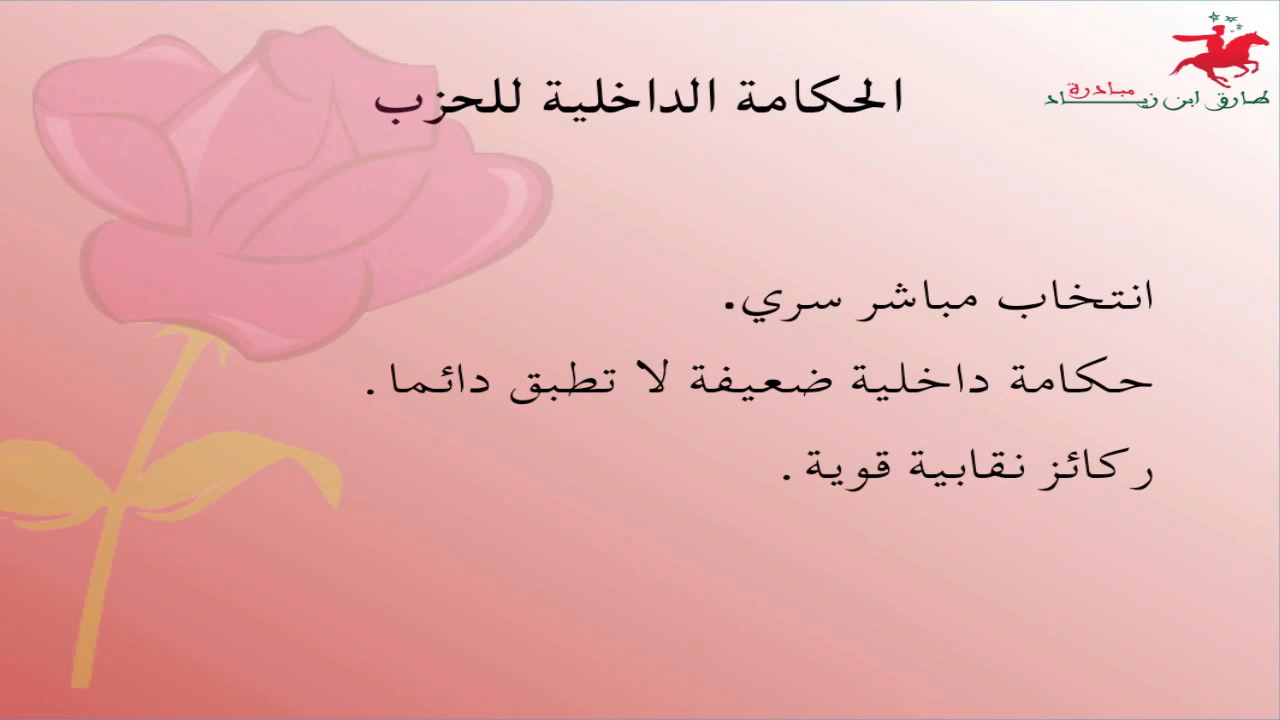 مبادرة
طارق ابن زياد
الحكامة الداخلية للحزب
انتخاب مباشر سري.
حكامة داخلية ضعيفة لا تطبق دائما.
ركائز نقابية قوية.